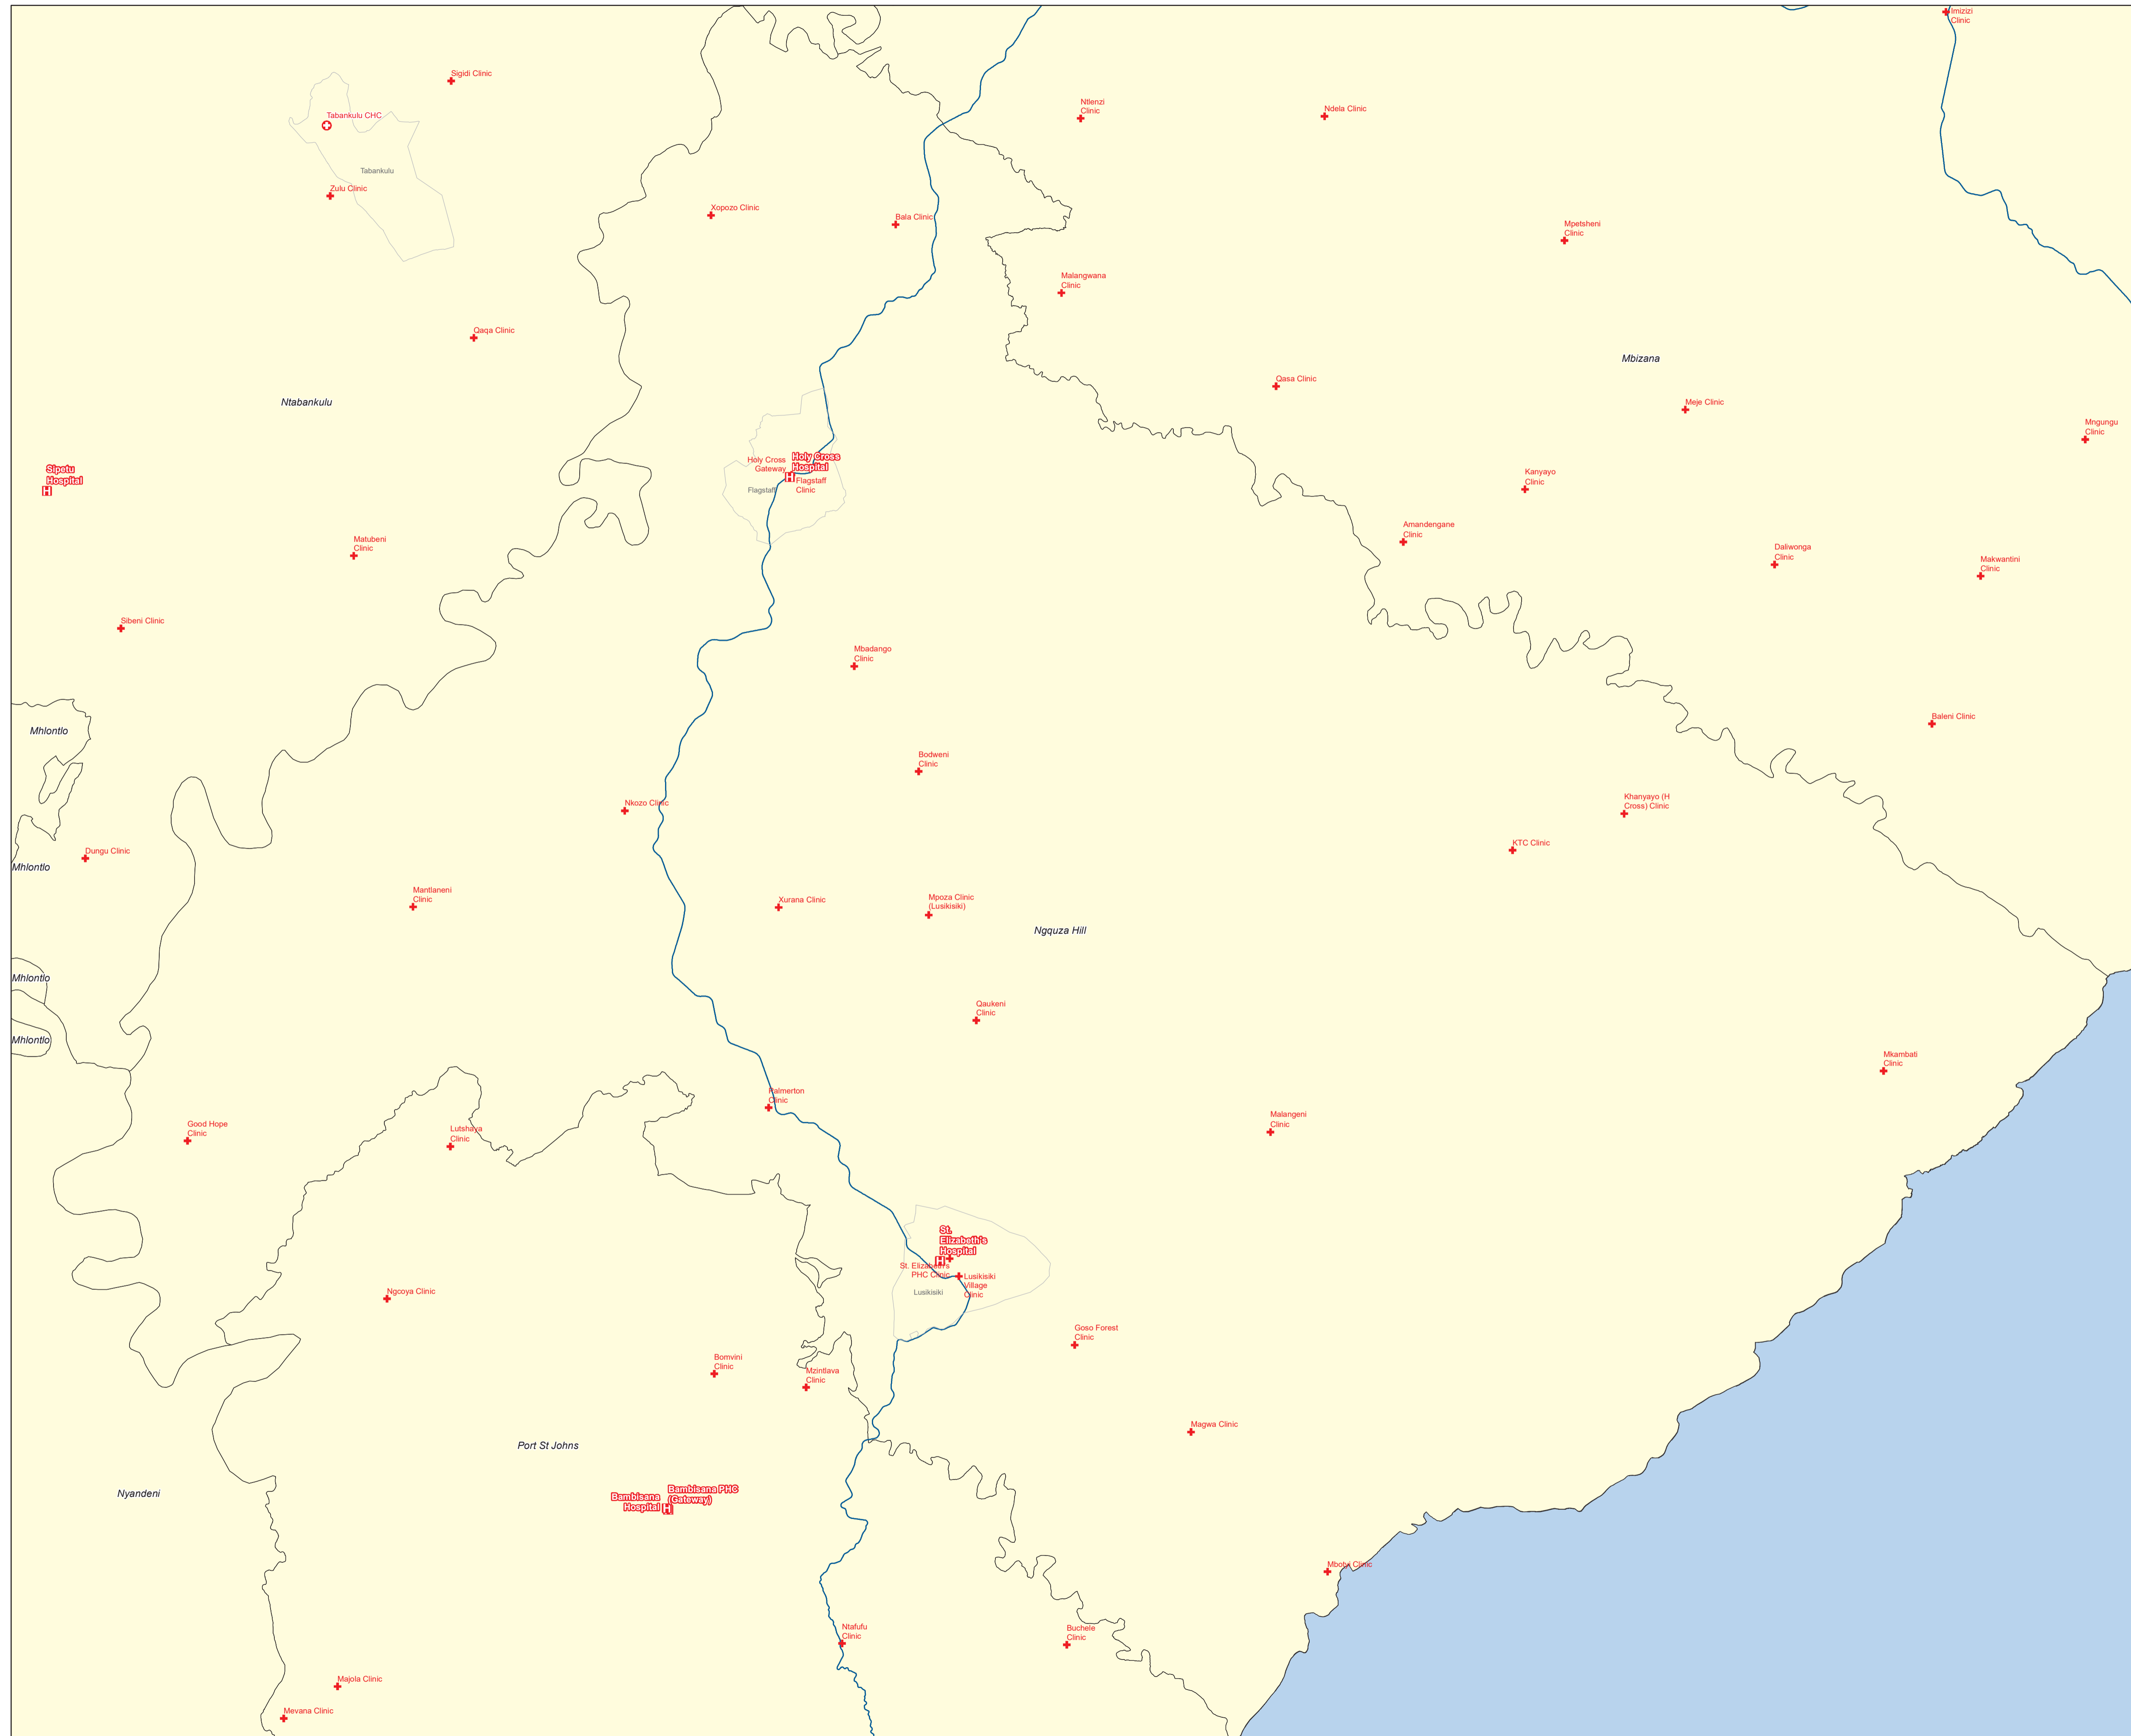 Imizizi
Clinic
Sigidi Clinic
Ntlenzi
Clinic
Ndela Clinic
Tabankulu CHC
Tabankulu
Zulu Clinic
Xopozo Clinic
Bala Clinic
Mpetsheni
Clinic
Malangwana
Clinic
Qaqa Clinic
Mbizana
Qasa Clinic
Ntabankulu
Meje Clinic
Mngungu
Clinic
Holy Cross
Gateway
Holy Cross
Hospital
Flagstaff
Clinic
Flagstaff
Sipetu
Hospital
Kanyayo
Clinic
Amandengane
Clinic
Matubeni
Clinic
Daliwonga
Clinic
Makwantini
Clinic
Sibeni Clinic
Mbadango
Clinic
Baleni Clinic
Mhlontlo
Bodweni
Clinic
Nkozo Clinic
Khanyayo (H
Cross) Clinic
KTC Clinic
Dungu Clinic
Mhlontlo
Mantlaneni
Clinic
Xurana Clinic
Mpoza Clinic
(Lusikisiki)
Ngquza Hill
Mhlontlo
Qaukeni
Clinic
Mhlontlo
Mkambati
Clinic
Palmerton
Clinic
Malangeni
Clinic
Good Hope
Clinic
Lutshaya
Clinic
St.
Elizabeth's
Hospital
St. Elizabeth's
PHC Clinic
Lusikisiki
Village
Clinic
Lusikisiki
Ngcoya Clinic
Goso Forest
Clinic
Bomvini
Clinic
Mzintlava
Clinic
Magwa Clinic
Port St Johns
Nyandeni
Bambisana
Hospital
Bambisana PHC
(Gateway)
Mbotyi Clinic
Ntafufu
Clinic
Buchele
Clinic
Majola Clinic
Mevana Clinic